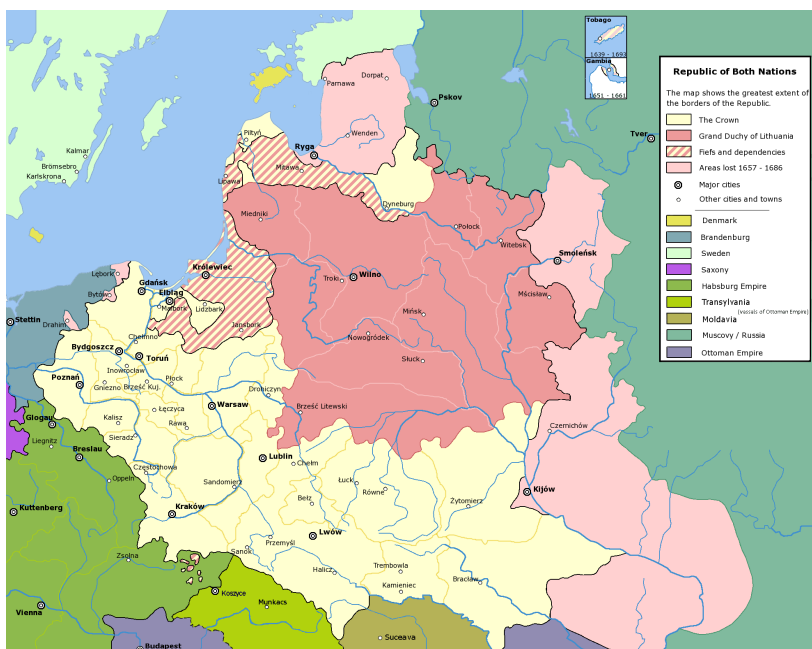 Tobago
1639 - 1693
Gambia
1651 - 1661
Republic of Both Nations
The map shows the greatest extent of
the borders of the Republic.
The Crown
Grand Duchy of Lithuania
Fiefs and dependencies
Areas lost 1657 - 1686
Major cities
Other cities and towns
Denmark
Brandenburg
Sweden
Saxony
Habsburg Empire
Transylvania
(vassals of Ottoman Empire)
Moldavia
Muscovy / Russia
Ottoman Empire
Dorpat
Parnawa
Pskov
Piltyń
Wenden
Tver
Ryga
Kalmar
Mitawa
Brömsebro
Karlskrona
Lipawa
Dyneburg
Miedniki
Połock
Witebsk
Smoleńsk
Królewiec
Lębork
Wilno
Troki
Gdańsk
Elbląg
Bytów
Malbork
Lidzbark
Mścisław
Mińsk
Stettin
Drahim
Jansbork
Nowogródek
Chełmno
Bydgoszcz
Toruń
Słuck
Inowrocław
Poznań
Gniezno
Brześć Kuj.
Płock
Drohiczyn
Warsaw
Brześć Litewski
Łęczyca
Glogau
Kalisz
Rawa
Czernichów
Liegnitz
Sieradz
Breslau
Lublin
Chełm
Częstochowa
Oppeln
Sandomierz
Łuck
Równe
Kijów
Bełz
Żytomierz
Kuttenberg
Kraków
Lwów
Przemyśl
Sanok
Zsolna
Halicz
Trembowla
Kamieniec
Bracław
Koszyce
Munkacs
Vienna
Suceava
Budapest